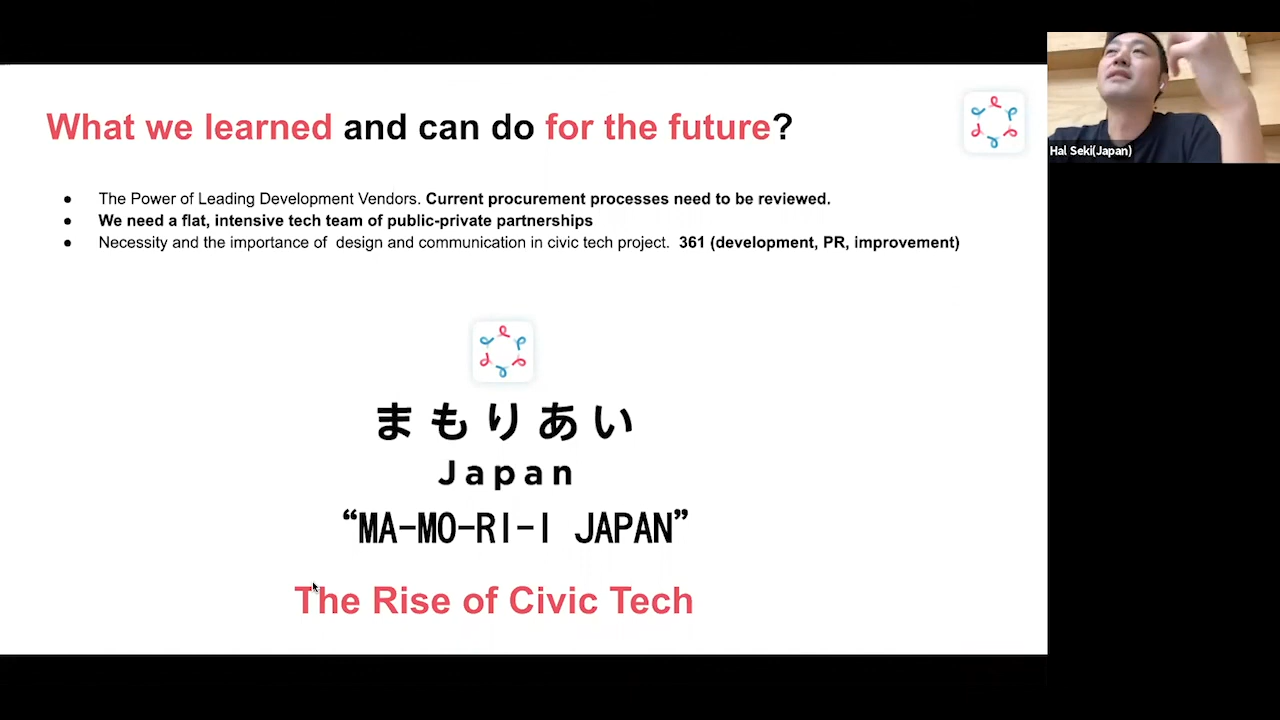 What we learned and can do for the future?
Hal Seki(Japan)
● The Power of Leading Development Vendors. Current procurement processes need to be reviewed.
● We need a flat, intensive tech team of public-private partnerships
● Necessity and the importance of design and communication in civic tech project. 361 (development, PR, improvement)
まもりあい
Japan
“MA-MO-RI-I JAPAN”
The Rise of Civic Tech